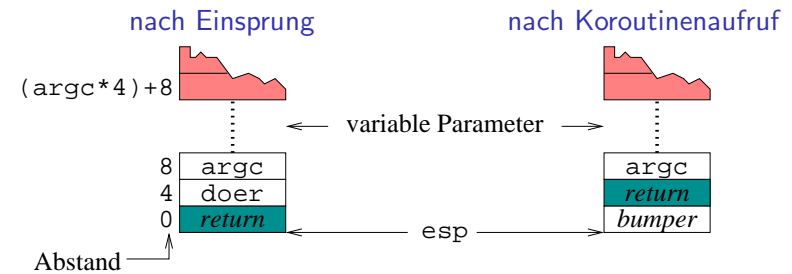 nach Einsprung
nach Koroutinenaufruf
(argc*4)+8
variable Parameter
8 argc
argc
4 doer
return
0 return
bumper
esp
Abstand